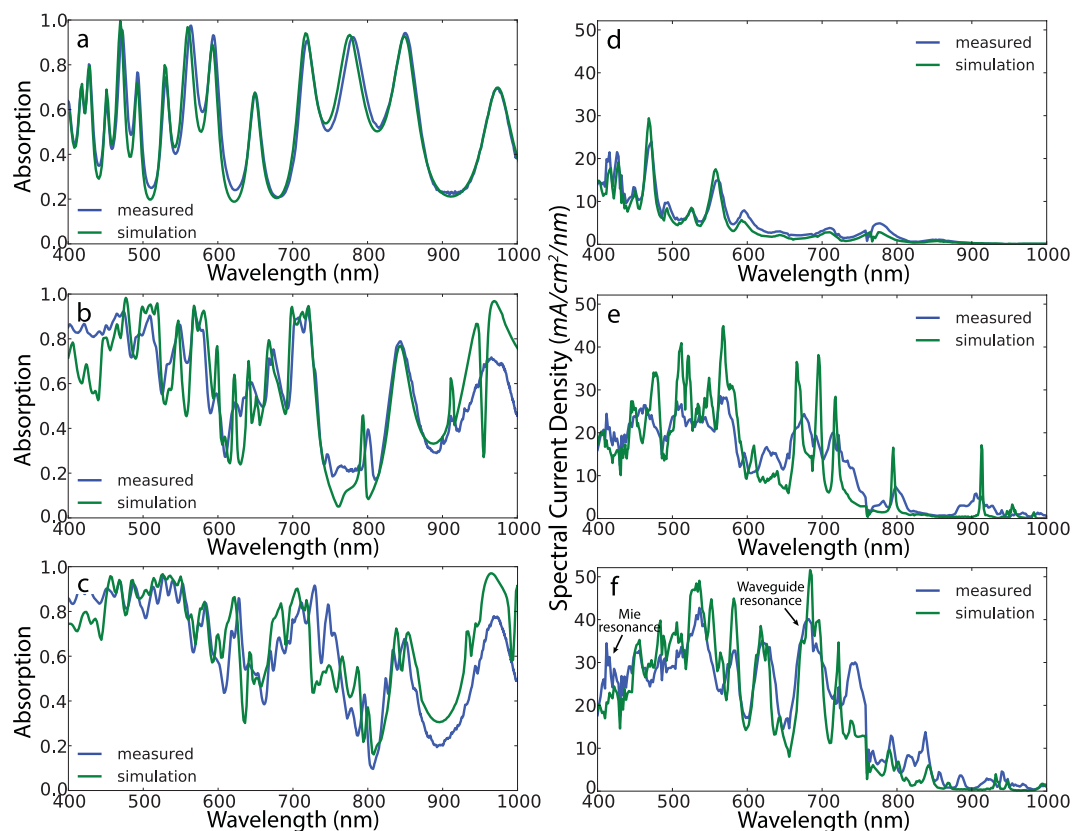 a
1.0
0.8
0.6
0.4
0.2
0.0
Absorption
measured
simulation
400 500 600 700 800 900 1000
Wavelength (nm)
b
1.0
0.8
0.6
0.4
0.2
0.0
Absorption
measured
simulation
400 500 600 700 800 900 1000
Wavelength (nm)
c
1.0
0.8
0.6
0.4
0.2
0.0
Absorption
measured
simulation
400 500 600 700 800 900 1000
Wavelength (nm)
Spectral Current Density (mA/cm²/nm)
d
50
40
30
20
10
0
measured
simulation
400 500 600 700 800 900 1000
Wavelength (nm)
e
50
40
30
20
10
0
measured
simulation
400 500 600 700 800 900 1000
Wavelength (nm)
f
50
40
30
20
10
0
Mie
resonance
Waveguide
resonance
measured
simulation
400 500 600 700 800 900 1000
Wavelength (nm)